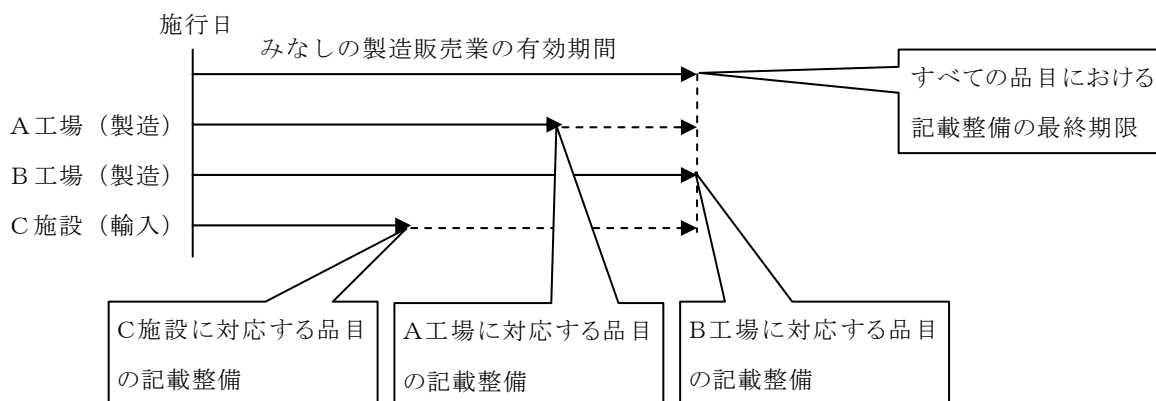 施行日
みなしの製造販売業の有効期間
すべての品目における
記載整備の最終期限
A工場（製造）
B工場（製造）
C施設（輸入）
C施設に対応する品目
の記載整備
A工場に対応する品目
の記載整備
B工場に対応する品目
の記載整備